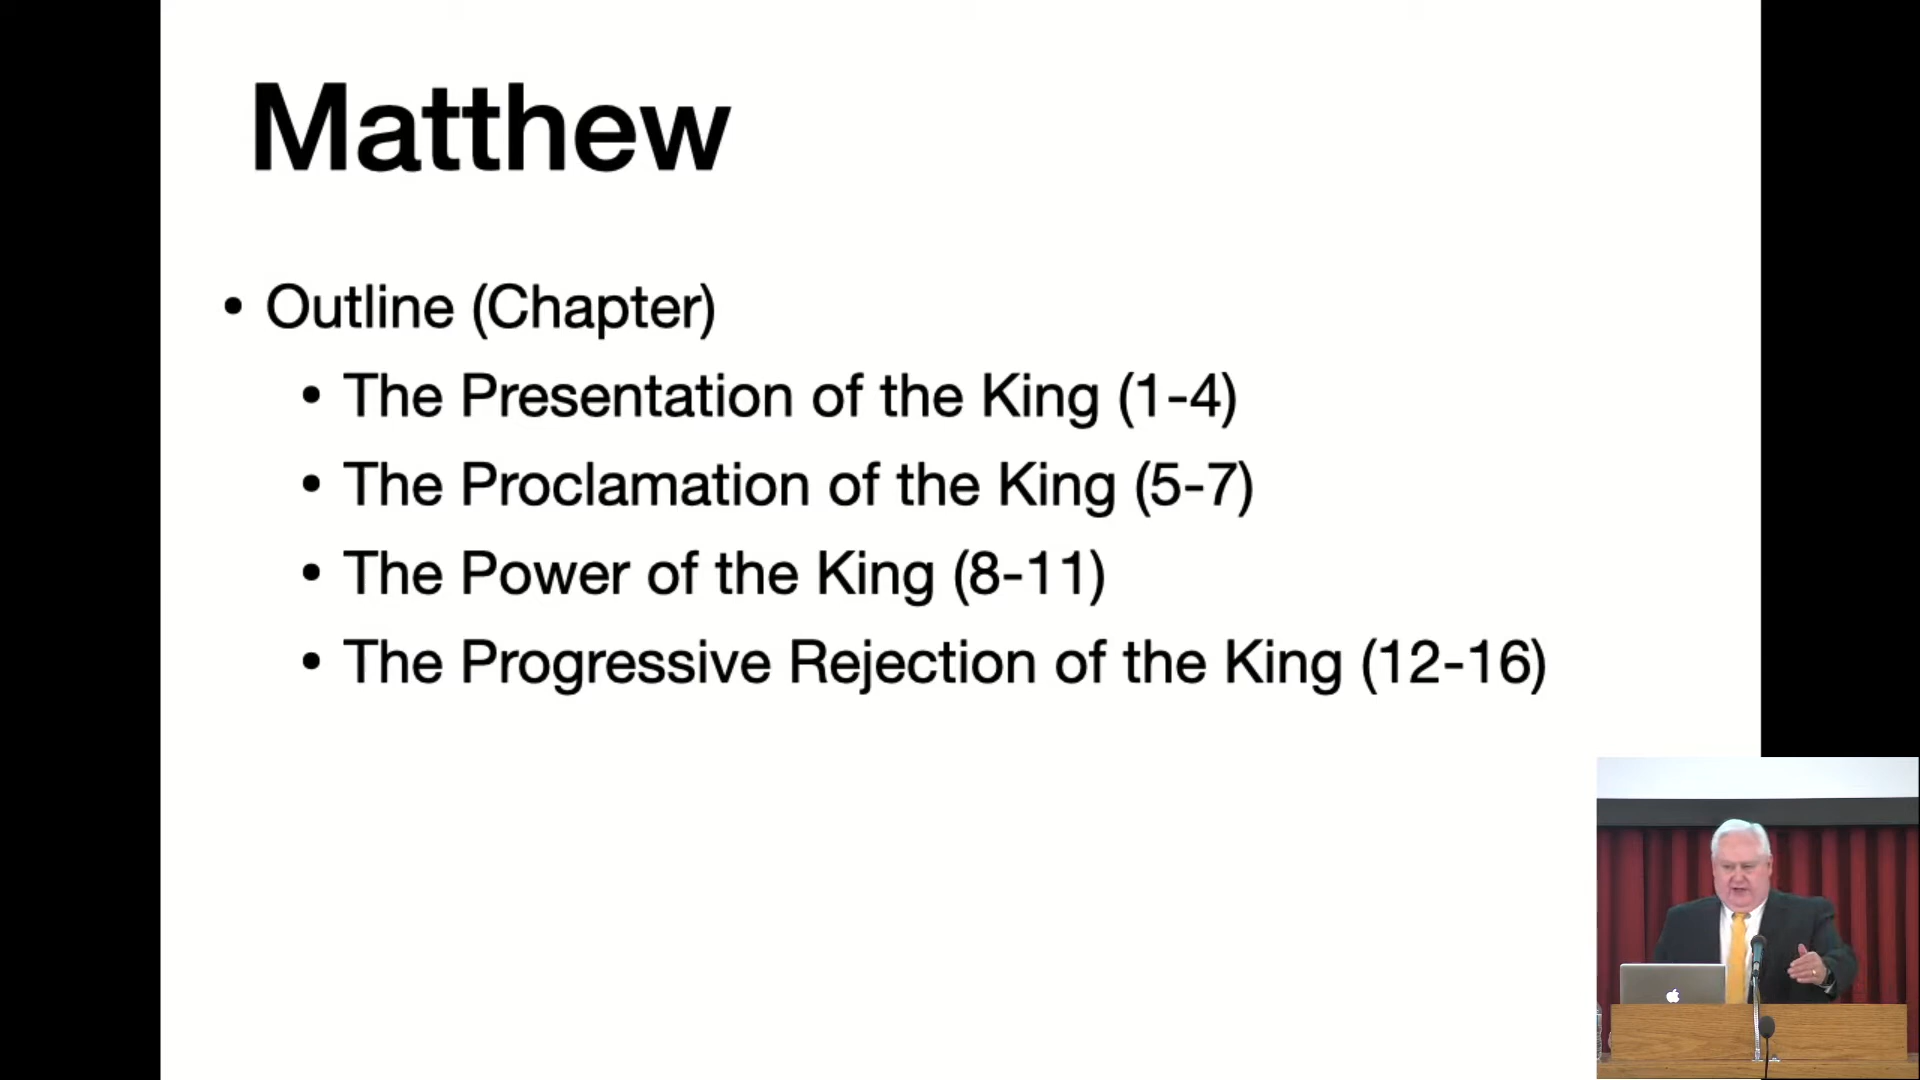 Matthew
• Outline (Chapter)
• The Presentation of the King (1-4)
• The Proclamation of the King (5-7)
• The Power of the King (8-11)
• The Progressive Rejection of the King (12-16)